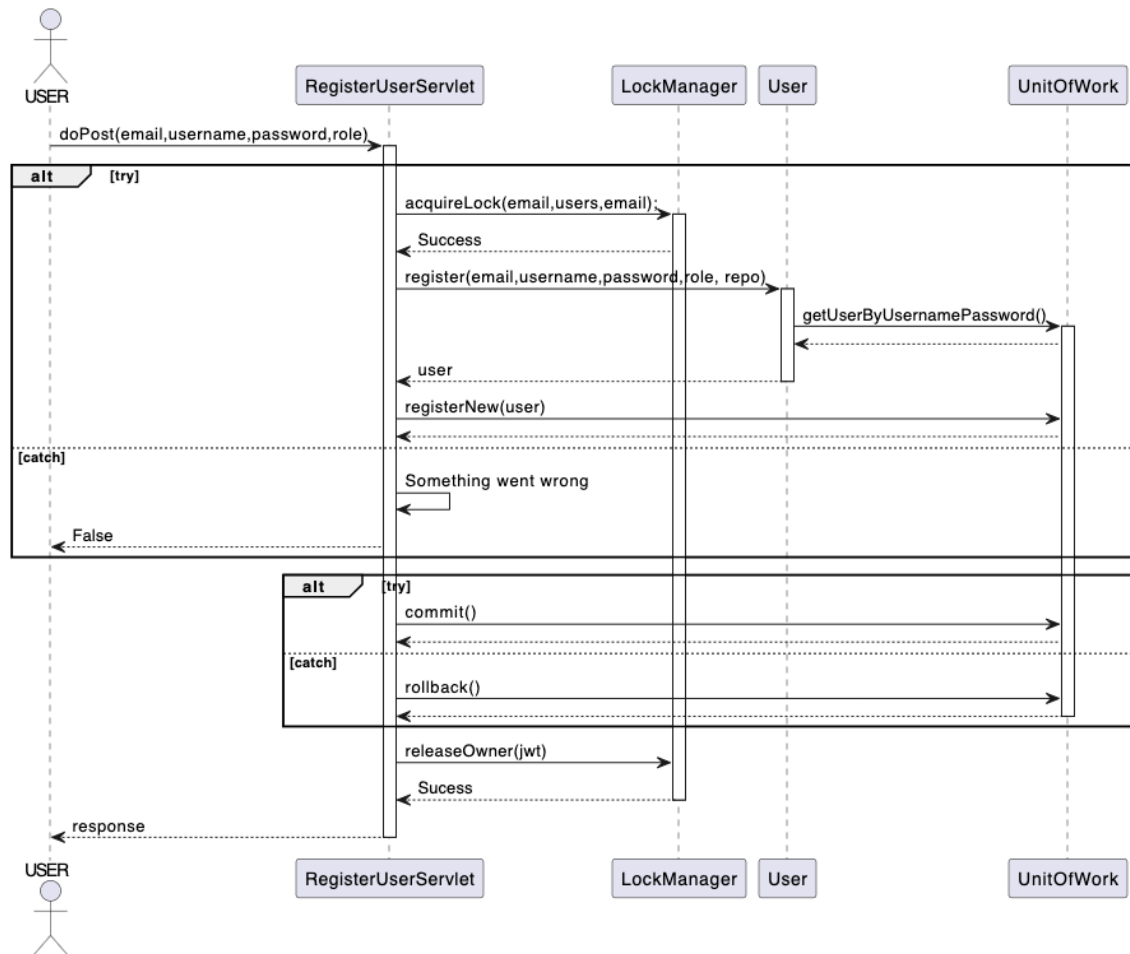 USER
RegisterUserServlet
LockManager
User
UnitOfWork
doPost(email,username,password,role)
alt
[try]
acquireLock(email,users,email);
Success
register(email,username,password,role, repo)
getUserByUsernamePassword()
user
registerNew(user)
[catch]
Something went wrong
False
alt
[try]
commit()
[catch]
rollback()
releaseOwner(jwt)
Sucess
response
USER
RegisterUserServlet
LockManager
User
UnitOfWork